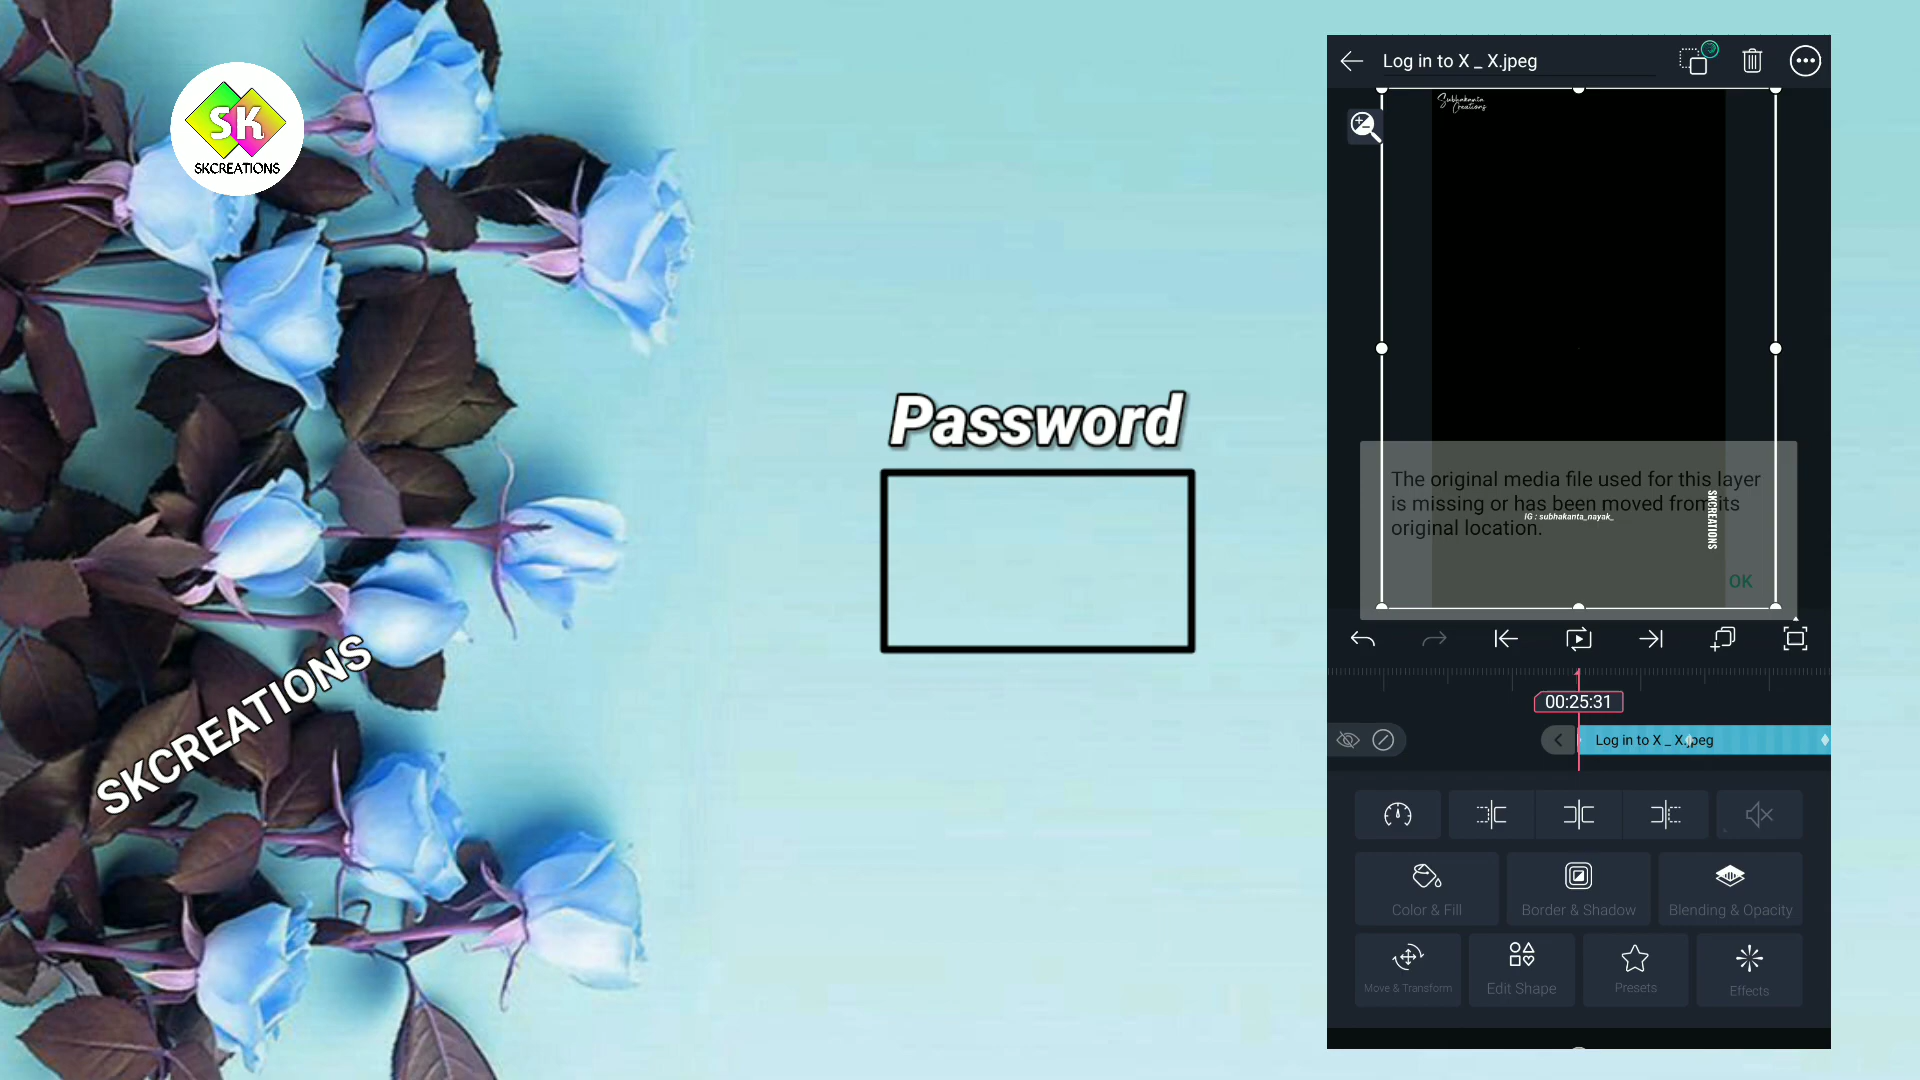 SK
SKCREATIONS
SKCREATIONS
Password
Log in to X _ X.jpeg
Subhakanta
Creations
The original media file used for this layer
is missing or has been moved from its
original location.
IG : subhakanta_nayak_
SKCREATIONS
OK
00:25:31
Log in to X _ X.jpeg
Color & Fill
Border & Shadow
Blending & Opacity
Move & Transform
Edit Shape
Presets
Effects